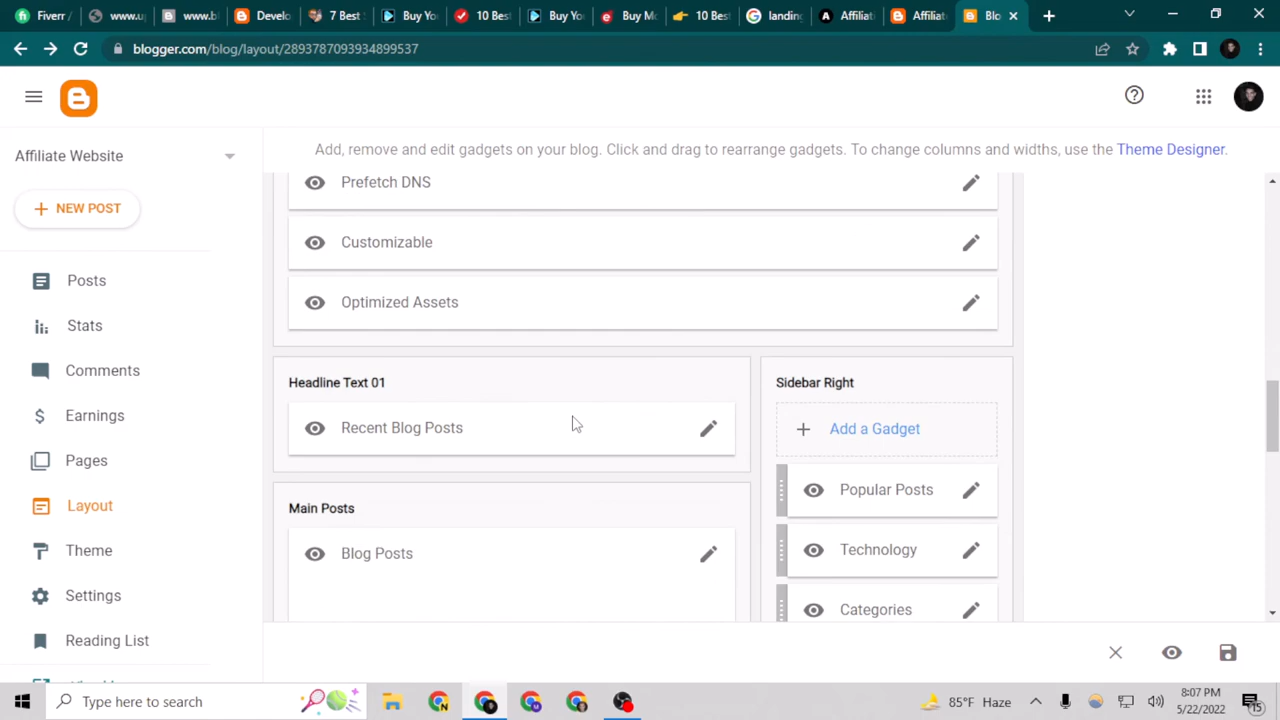 Fiverr /
www.u
www.b
Develo
7 Best
Buy Yo
10 Bes
Buy Yo
Buy Mo
10 Best
landing
Affiliat
Affiliat
Blo
blogger.com/blog/layout/2893787093934899537
Affiliate Website
Add, remove and edit gadgets on your blog. Click and drag to rearrange gadgets. To change columns and widths, use the Theme Designer.
NEW POST
Posts
Stats
Comments
Earnings
Pages
Layout
Theme
Settings
Reading List
Prefetch DNS
Customizable
Optimized Assets
Headline Text 01
Recent Blog Posts
Main Posts
Blog Posts
Sidebar Right
Add a Gadget
Popular Posts
Technology
Categories
Type here to search
85°F Haze
8:07 PM
5/22/2022
15